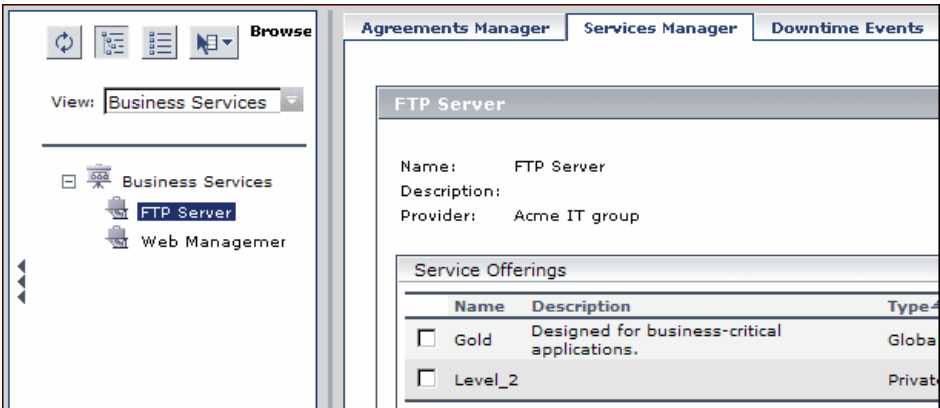 Browse
View: Business Services
Business Services
FTP Server
Web Managemer
Agreements Manager Services Manager Downtime Events
FTP Server
Name: FTP Server
Description:
Provider: Acme IT group
Service Offerings
Name Description Type
Gold Designed for business-critical applications. Globa
Level_2 Privat